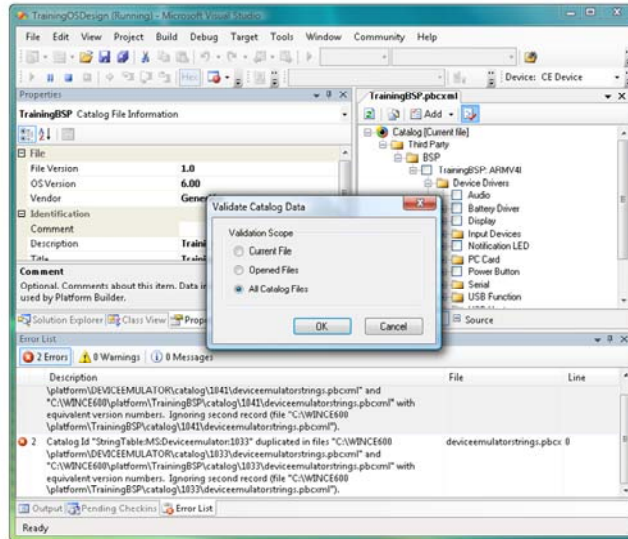 TrainingOSDesign (Running) - Microsoft Visual Studio
File Edit View Project Build Debug Target Tools Window Community Help
Hex
Device: CE Device
Properties
TrainingBSP Catalog File Information
File
File Version 1.0
OS Version 6.00
Vendor
Identification
Comment
Description
Title
Comment
Optional. Comments about this item. Data in
used by Platform Builder.
Solution Explorer Class View
TrainingBSP.pbcxml
Add
Catalog [Current file]
Third Party
BSP
TrainingBSP: ARMV4I
Device Drivers
Audio
Battery Driver
Display
Input Devices
Notification LED
PC Card
Power Button
Serial
USB Function
Source
Validate Catalog Data
Validation Scope
Current File
Opened Files
All Catalog Files
OK Cancel
Error List
2 Errors 0 Warnings 0 Messages
Description File Line
\platform\DEVICEEMULATOR\catalog\1041\deviceemulatorstrings.pbcxml" and
"C:\WINCE600\platform\TrainingBSP\catalog\1041\deviceemulatorstrings.pbcxml" with
equivalent version numbers. Ignoring second record (file "C:\WINCE600
\platform\TrainingBSP\catalog\1041\deviceemulatorstrings.pbcxml").
2 Catalog Id "StringTable:MS:Deviceemulator:1033" duplicated in files "C:\WINCE600 deviceemulatorstrings.pbcx 0
\platform\DEVICEEMULATOR\catalog\1033\deviceemulatorstrings.pbcxml" and
"C:\WINCE600\platform\TrainingBSP\catalog\1033\deviceemulatorstrings.pbcxml" with
equivalent version numbers. Ignoring second record (file "C:\WINCE600
\platform\TrainingBSP\catalog\1033\deviceemulatorstrings.pbcxml").
Output Pending Checkins Error List
Ready